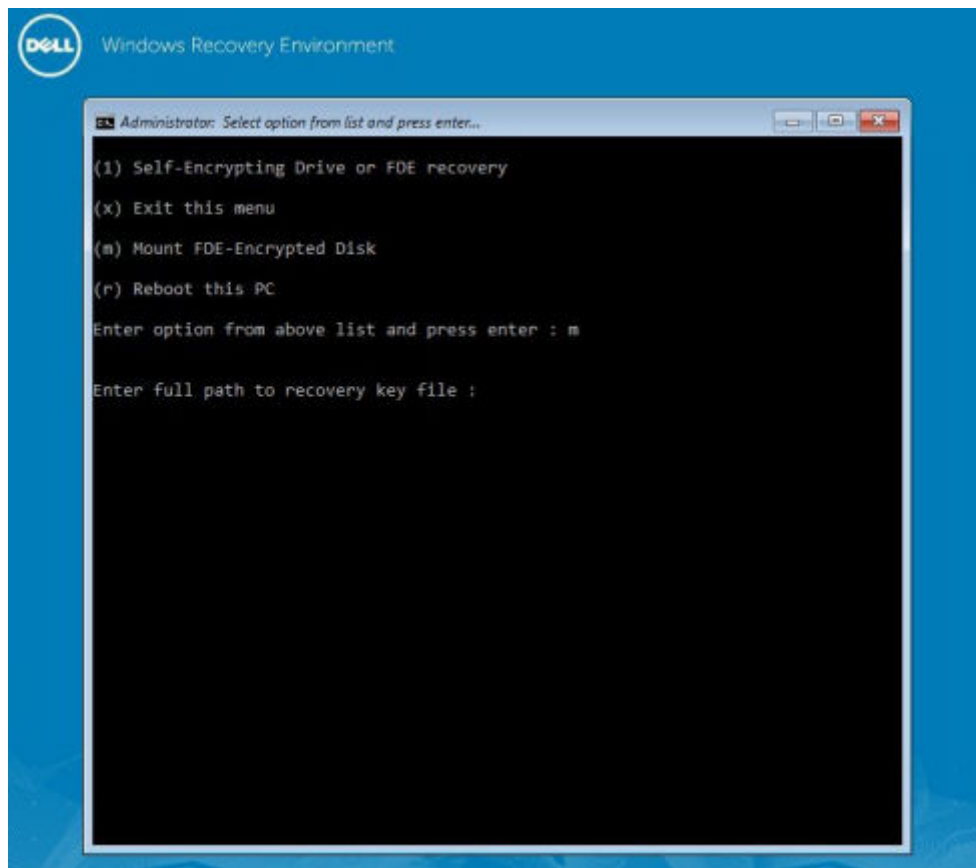 DELL
Windows Recovery Environment
Administrator: Select option from list and press enter...
(1) Self-Encrypting Drive or FDE recovery
(x) Exit this menu
(m) Mount FDE-Encrypted Disk
(r) Reboot this PC
Enter option from above list and press enter : m
Enter full path to recovery key file :